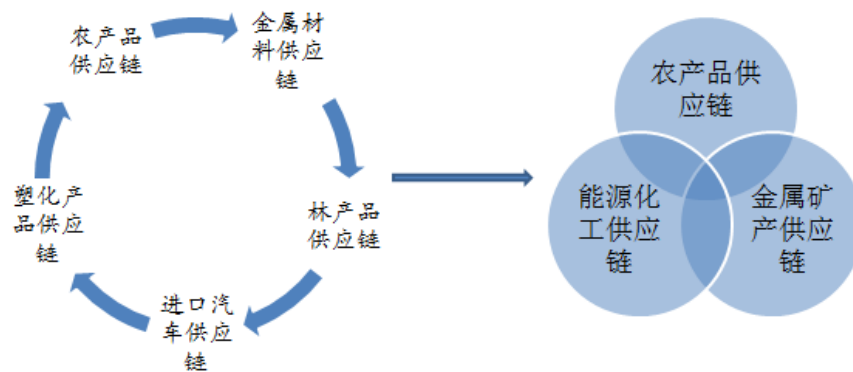 农产品
供应链
金属材
料供应
链
林产品
供应链
进口汽
车供应
链
塑化产
品供应
链
农产品供
应链
能源化
工供应
链
金属矿
产供应
链